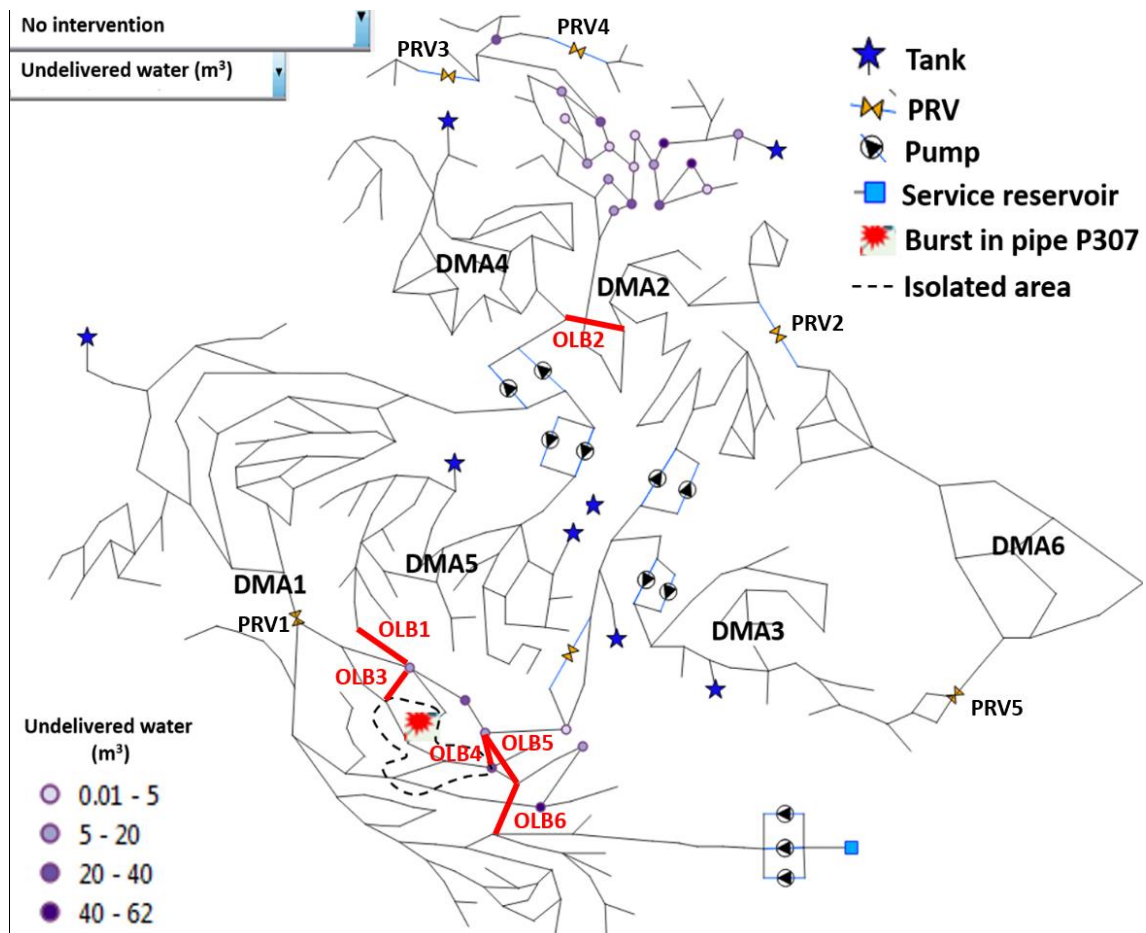 No intervention
Undelivered water (m³)
PRV3
PRV4
Tank
PRV
Pump
Service reservoir
Burst in pipe P307
Isolated area
DMA4
DMA2
OLB2
PRV2
DMA5
DMA6
DMA1
PRV1
OLB1
DMA3
OLB3
PRV5
OLB4
OLB5
OLB6
Undelivered water
(m³)
0.01 - 5
5 - 20
20 - 40
40 - 62